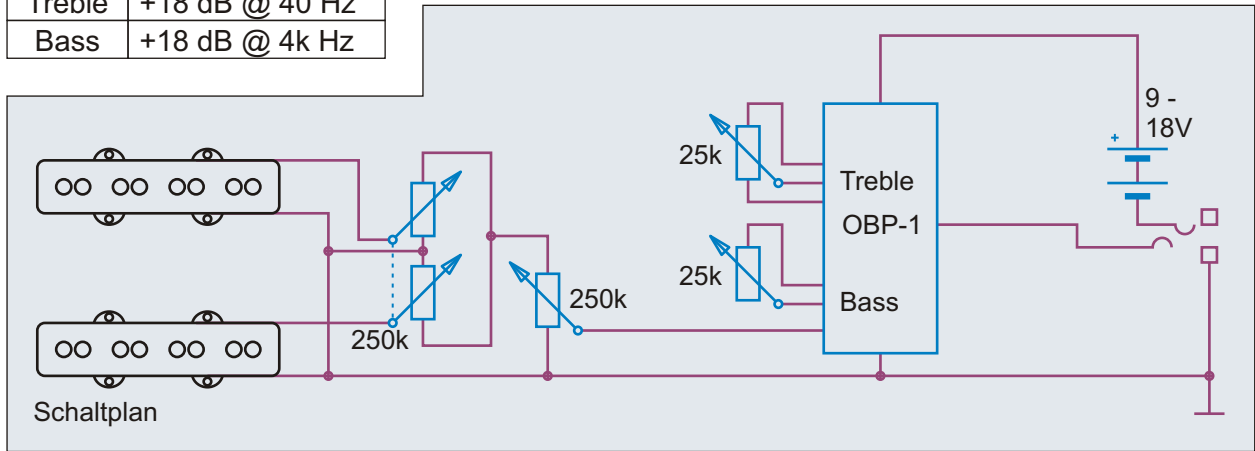 Treble +18 dB @ 40 Hz
Bass +18 dB @ 4k Hz
9 -
18V
+
25k
Treble
OBP-1
25k
Bass
250k
250k
Schaltplan